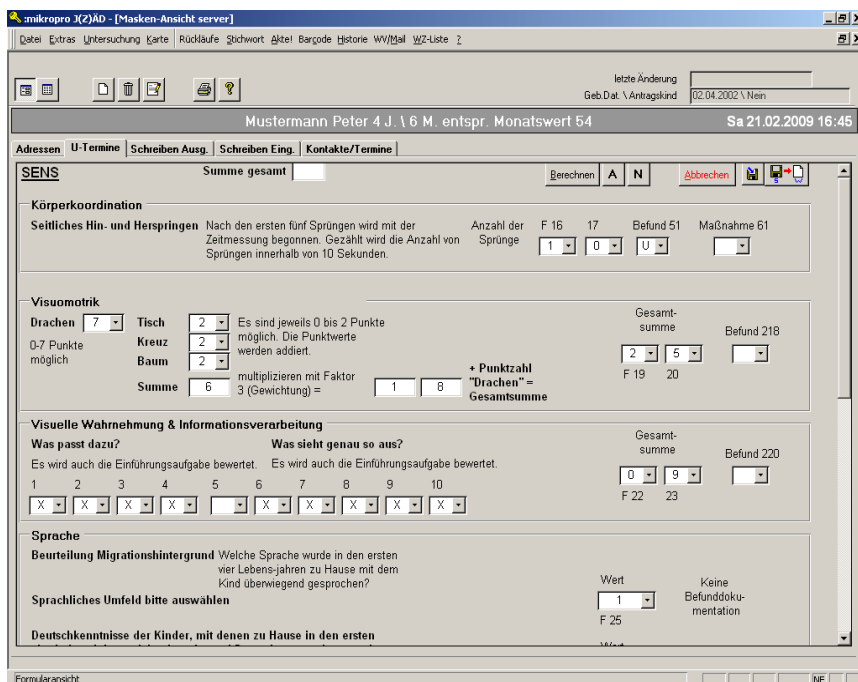 :mikropro J(Z)ÄD - [Masken-Ansicht server]
Datei Extras Untersuchung Karte Rückläufe Stichwort Akte! Barcode Historie WV/Mail WZ-Liste ?
letzte Änderung
Geb.Dat. \ Antragskind 02.04.2002 \ Nein
Mustermann Peter 4 J. \ 6 M. entspr. Monatswert 54 Sa 21.02.2009 16:45
Adressen U-Termine Schreiben Ausg. Schreiben Eing. Kontakte/Termine
SENS Summe gesamt Berechnen A N Abbrechen
Körperkoordination
Seitliches Hin- und Herspringen Nach den ersten fünf Sprüngen wird mit der Anzahl der F 16 17 Befund 51 Maßnahme 61
Zeitmessung begonnen. Gezählt wird die Anzahl von Sprünge 1 0 U
Sprüngen innerhalb von 10 Sekunden.
Visuomotrik
Gesamt-
summe Befund 218
Drachen 7 Tisch 2 Es sind jeweils 0 bis 2 Punkte
0-7 Punkte Kreuz 2 möglich. Die Punktwerte
möglich Baum 2 werden addiert.
2 5
F 19 20
Summe 6 multiplizieren mit Faktor
3 (Gewichtung) = 1 8
+ Punktzahl
"Drachen" =
Gesamtsumme
Visuelle Wahrnehmung & Informationsverarbeitung
Was passt dazu? Was sieht genau so aus?
Es wird auch die Einführungsaufgabe bewertet. Es wird auch die Einführungsaufgabe bewertet.
Gesamt-
summe Befund 220
0 9
F 22 23
1 2 3 4 5 6 7 8 9 10
X X X X X X X X X
Sprache
Beurteilung Migrationshintergrund Welche Sprache wurde in den ersten
vier Lebens-jahren zu Hause mit dem
Kind überwiegend gesprochen?
Sprachliches Umfeld bitte auswählen
Wert
1
F 25
Keine
Befunddoku-
mentation
Deutschkenntnisse der Kinder, mit denen zu Hause in den ersten
Formularansicht NF